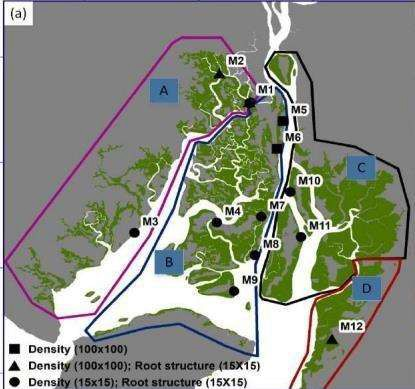 (a)
M2
A
M1
M5
M6
C
M10
M3
M4
M7
M11
B
M8
M9
D
M12
Density (100x100)
Density (100x100); Root structure (15X15)
Density (15x15); Root structure (15X15)